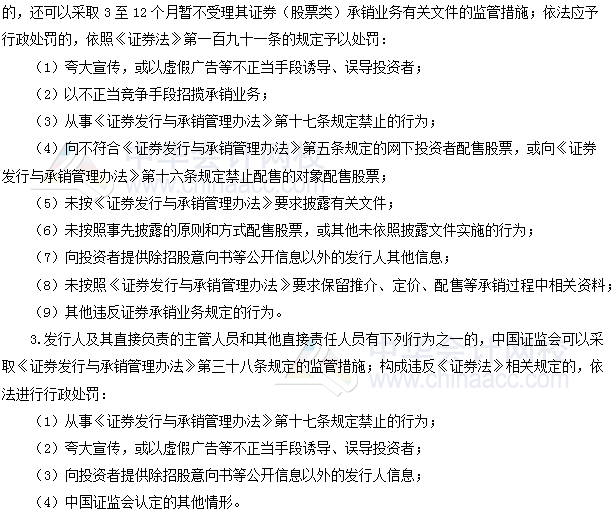 的，还可以采取 3 至 12 个月暂不受理其证券（股票类）承销业务有关文件的监管措施；依法应予
行政处罚的，依照《证券法》第一百九十一条的规定予以处罚：
（1）夸大宣传，或以虚假广告等不正当手段诱导、误导投资者；
（2）以不正当竞争手段招揽承销业务；
（3）从事《证券发行与承销管理办法》第十七条规定禁止的行为；
（4）向不符合《证券发行与承销管理办法》第五条规定的网下投资者配售股票，或向《证券
发行与承销管理办法》第十六条规定禁止配售的对象配售股票；
（5）未按《证券发行与承销管理办法》要求披露有关文件；
（6）未按照事先披露的原则和方式配售股票，或其他未依照披露文件实施的行为；
（7）向投资者提供除招股意向书等公开信息以外的发行人其他信息；
（8）未按照《证券发行与承销管理办法》要求保留推介、定价、配售等承销过程中相关资料；
（9）其他违反证券承销业务规定的行为。
3.发行人及其直接负责的主管人员和其他直接责任人员有下列行为之一的，中国证监会可以采
取《证券发行与承销管理办法》第三十八条规定的监管措施；构成违反《证券法》相关规定的，依
法进行行政处罚：
（1）从事《证券发行与承销管理办法》第十七条规定禁止的行为；
（2）夸大宣传，或以虚假广告等不正当手段诱导、误导投资者；
（3）向投资者提供除招股意向书等公开信息以外的发行人信息；
（4）中国证监会认定的其他情形。
中华会计网校
www.chinaacc.com
中华会计网校
www.chinaacc.com